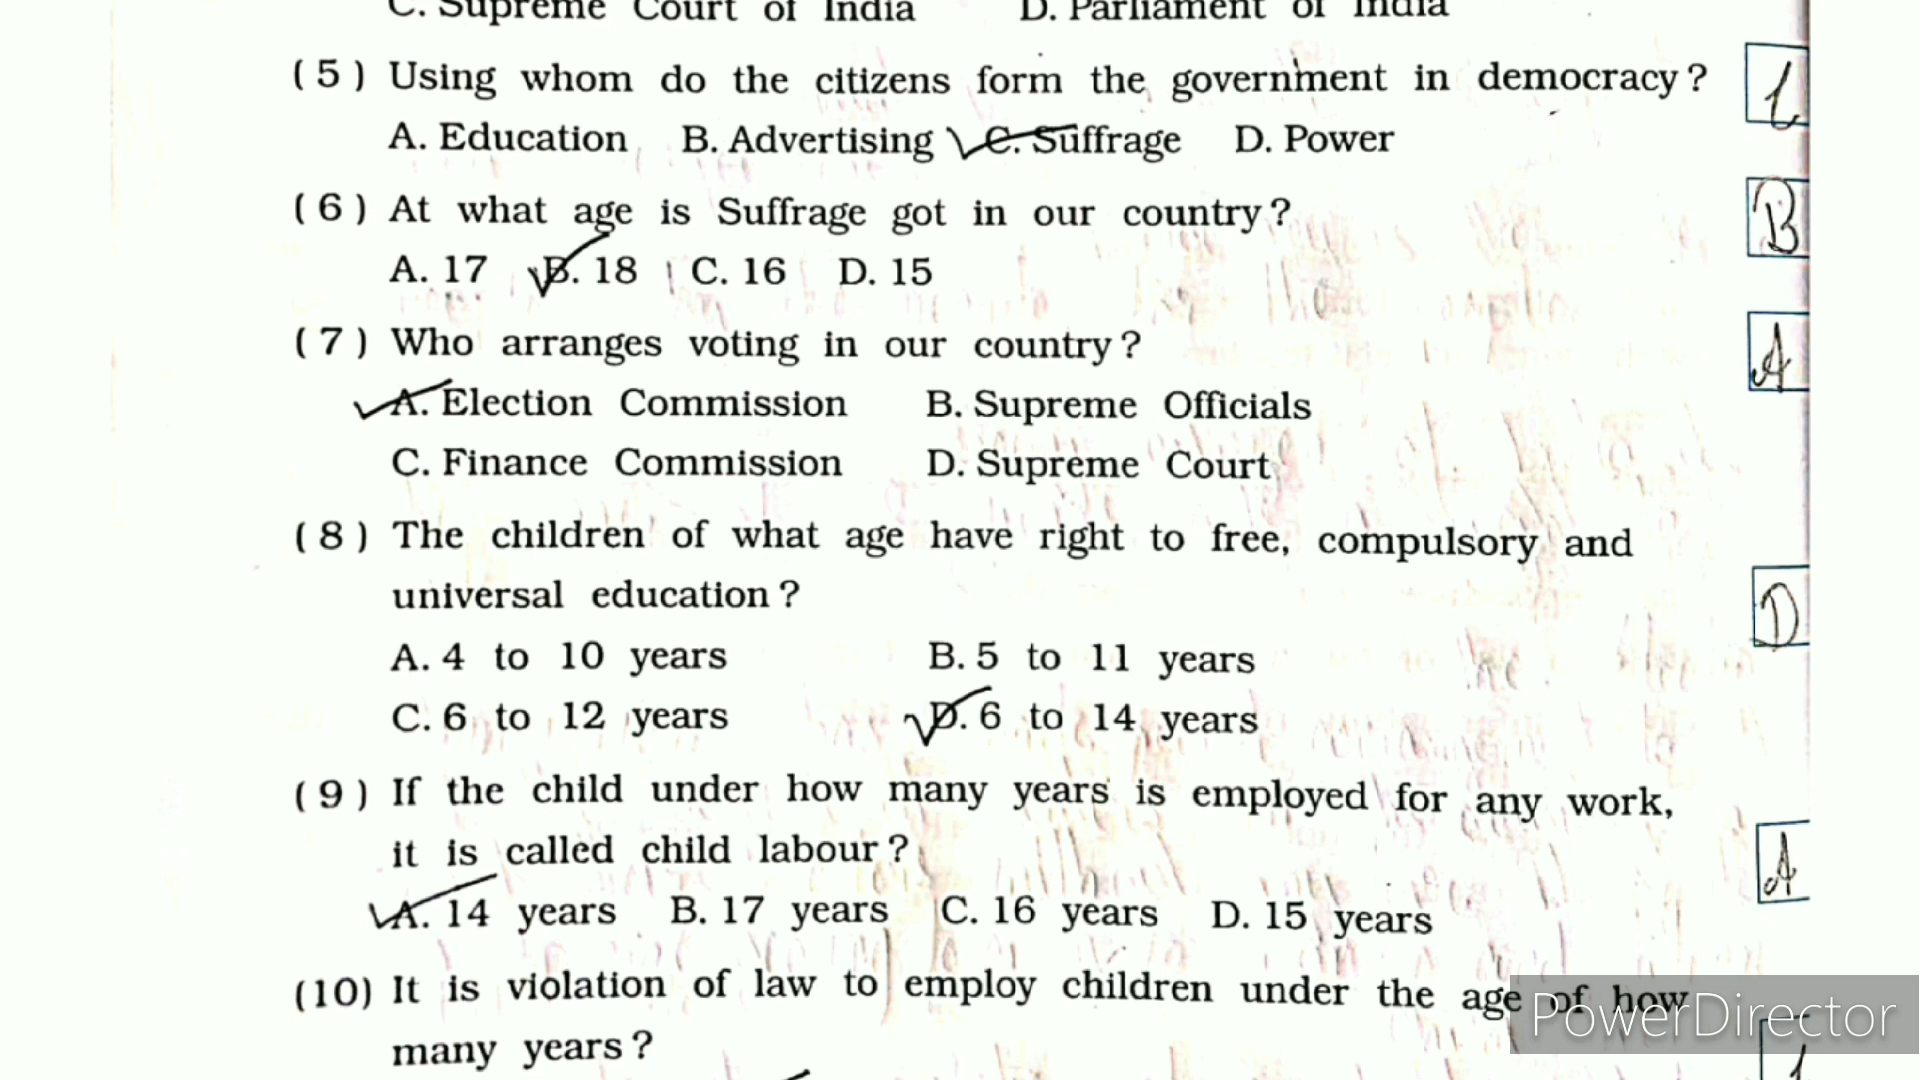 C. Supreme Court of India D. Parliament of India
(5) Using whom do the citizens form the government in democracy?
A. Education B. Advertising C. Suffrage D. Power
(6) At what age is Suffrage got in our country?
B
A. 17 B. 18 C. 16 D. 15
(7) Who arranges voting in our country?
A
A. Election Commission B. Supreme Officials
C. Finance Commission D. Supreme Court
(8) The children of what age have right to free, compulsory and
universal education?
D
A. 4 to 10 years B. 5 to 11 years
C. 6 to 12 years D. 6 to 14 years
(9) If the child under how many years is employed for any work,
it is called child labour?
A
A. 14 years B. 17 years C. 16 years D. 15 years
(10) It is violation of law to employ children under the age of how
many years?
PowerDirector